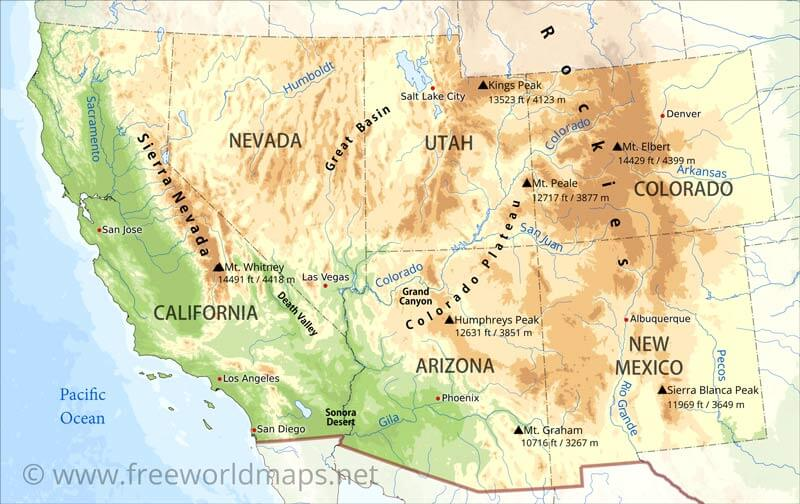 Rockies
Kings Peak
13523 ft / 4123 m
Humboldt
Salt Lake City
Sacramento
Great Basin
Denver
Colorado
Sierra Nevada
NEVADA
UTAH
Mt. Elbert
14429 ft / 4399 m
Arkansas
Mt. Peale
12717 ft / 3877 m
COLORADO
San Jose
San Juan
Mt. Whitney
14491 ft / 4418 m
Las Vegas
Colorado
Colorado Plateau
Grand
Canyon
Death Valley
CALIFORNIA
Humphreys Peak
12631 ft / 3851 m
Albuquerque
NEW
MEXICO
Pecos
ARIZONA
Los Angeles
Pacific
Ocean
Phoenix
Rio Grande
Sierra Blanca Peak
11969 ft / 3649 m
Sonora
Desert
Gila
San Diego
Mt. Graham
10716 ft / 3267 m
© www.freeworldmaps.net